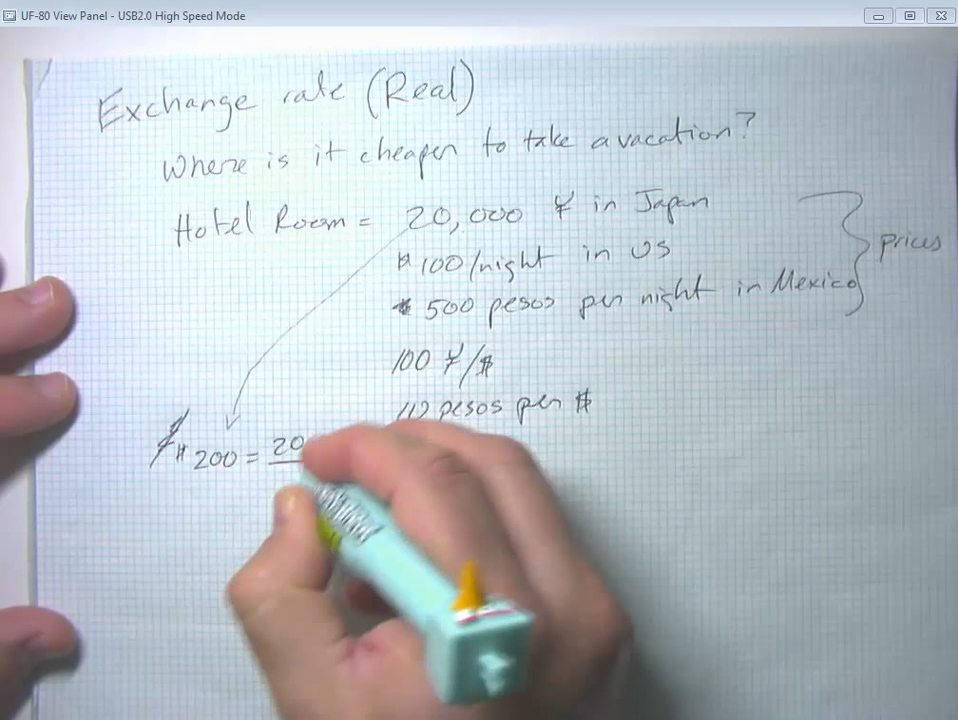 UF-80 View Panel - USB2.0 High Speed Mode
Exchange rate (Real)
Where is it cheaper to take a vacation?
Hotel Room = 20,000 ¥ in Japan
$100/night in US
500 pesos per night in Mexico
prices
100 ¥/$
pesos per $
$200 = 20